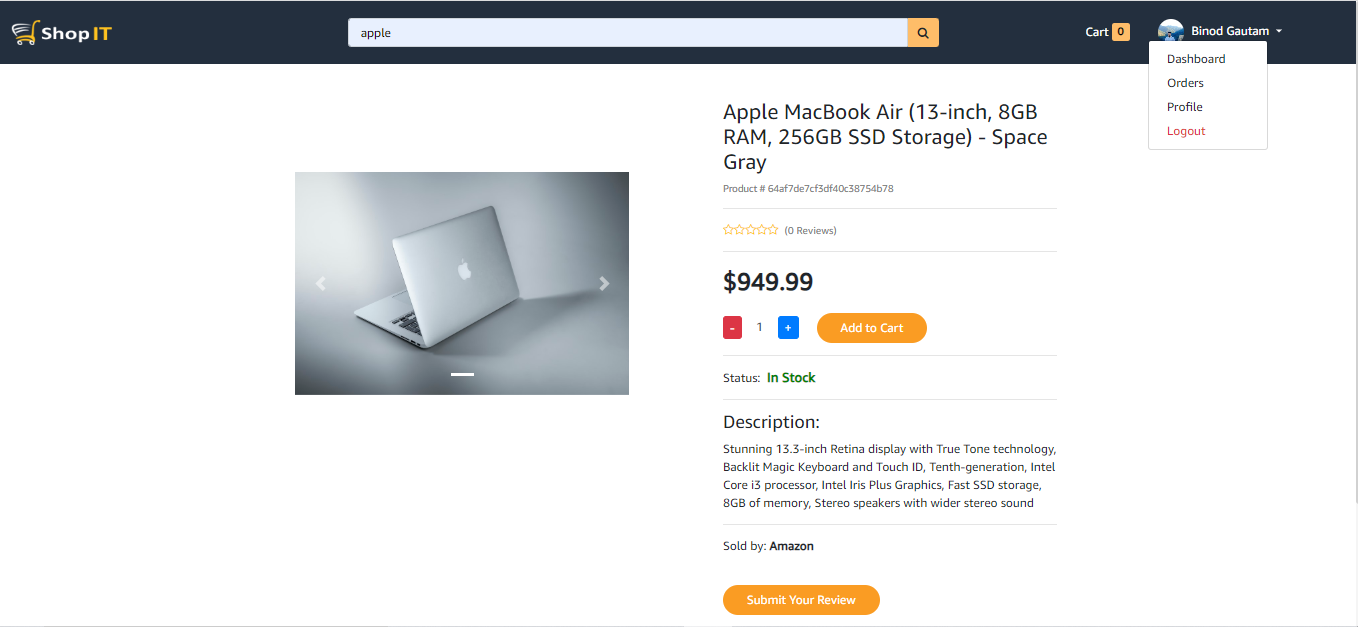 ShopIT
apple
Cart 0
Binod Gautam
Dashboard
Orders
Profile
Logout
Apple MacBook Air (13-inch, 8GB
RAM, 256GB SSD Storage) - Space
Gray
Product # 64af7de7cf3df40c38754b78
(0 Reviews)
$949.99
- 1 + Add to Cart
Status: In Stock
Description:
Stunning 13.3-inch Retina display with True Tone technology,
Backlit Magic Keyboard and Touch ID, Tenth-generation, Intel
Core i3 processor, Intel Iris Plus Graphics, Fast SSD storage,
8GB of memory, Stereo speakers with wider stereo sound
Sold by: Amazon
Submit Your Review